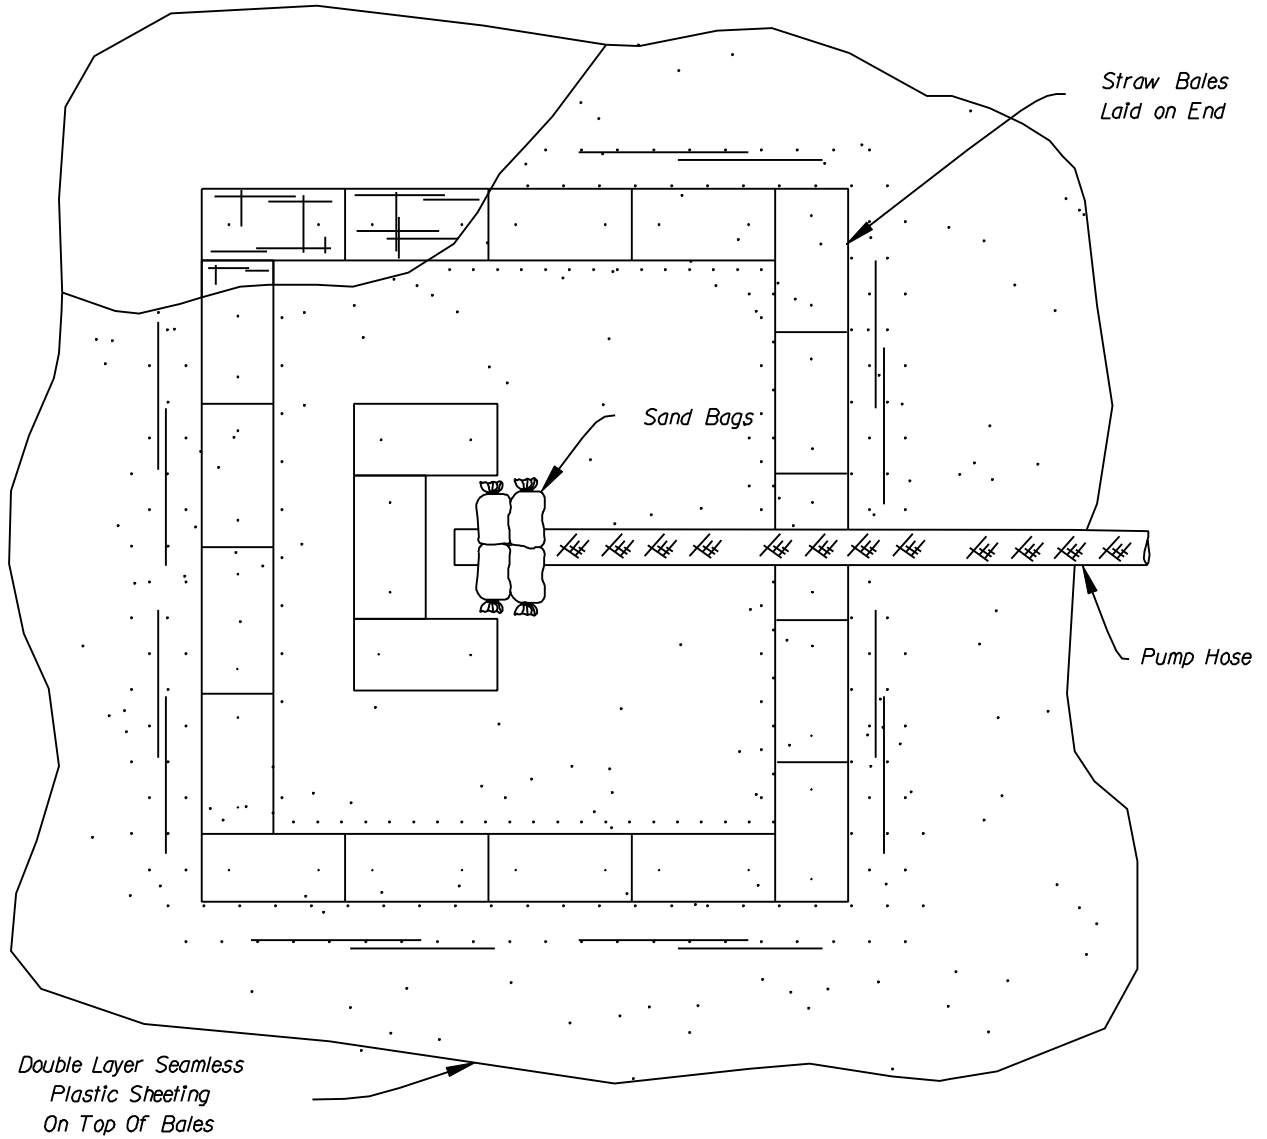 Straw Bales
Laid on End
Sand Bags
Pump Hose
Double Layer Seamless
Plastic Sheeting
On Top Of Bales